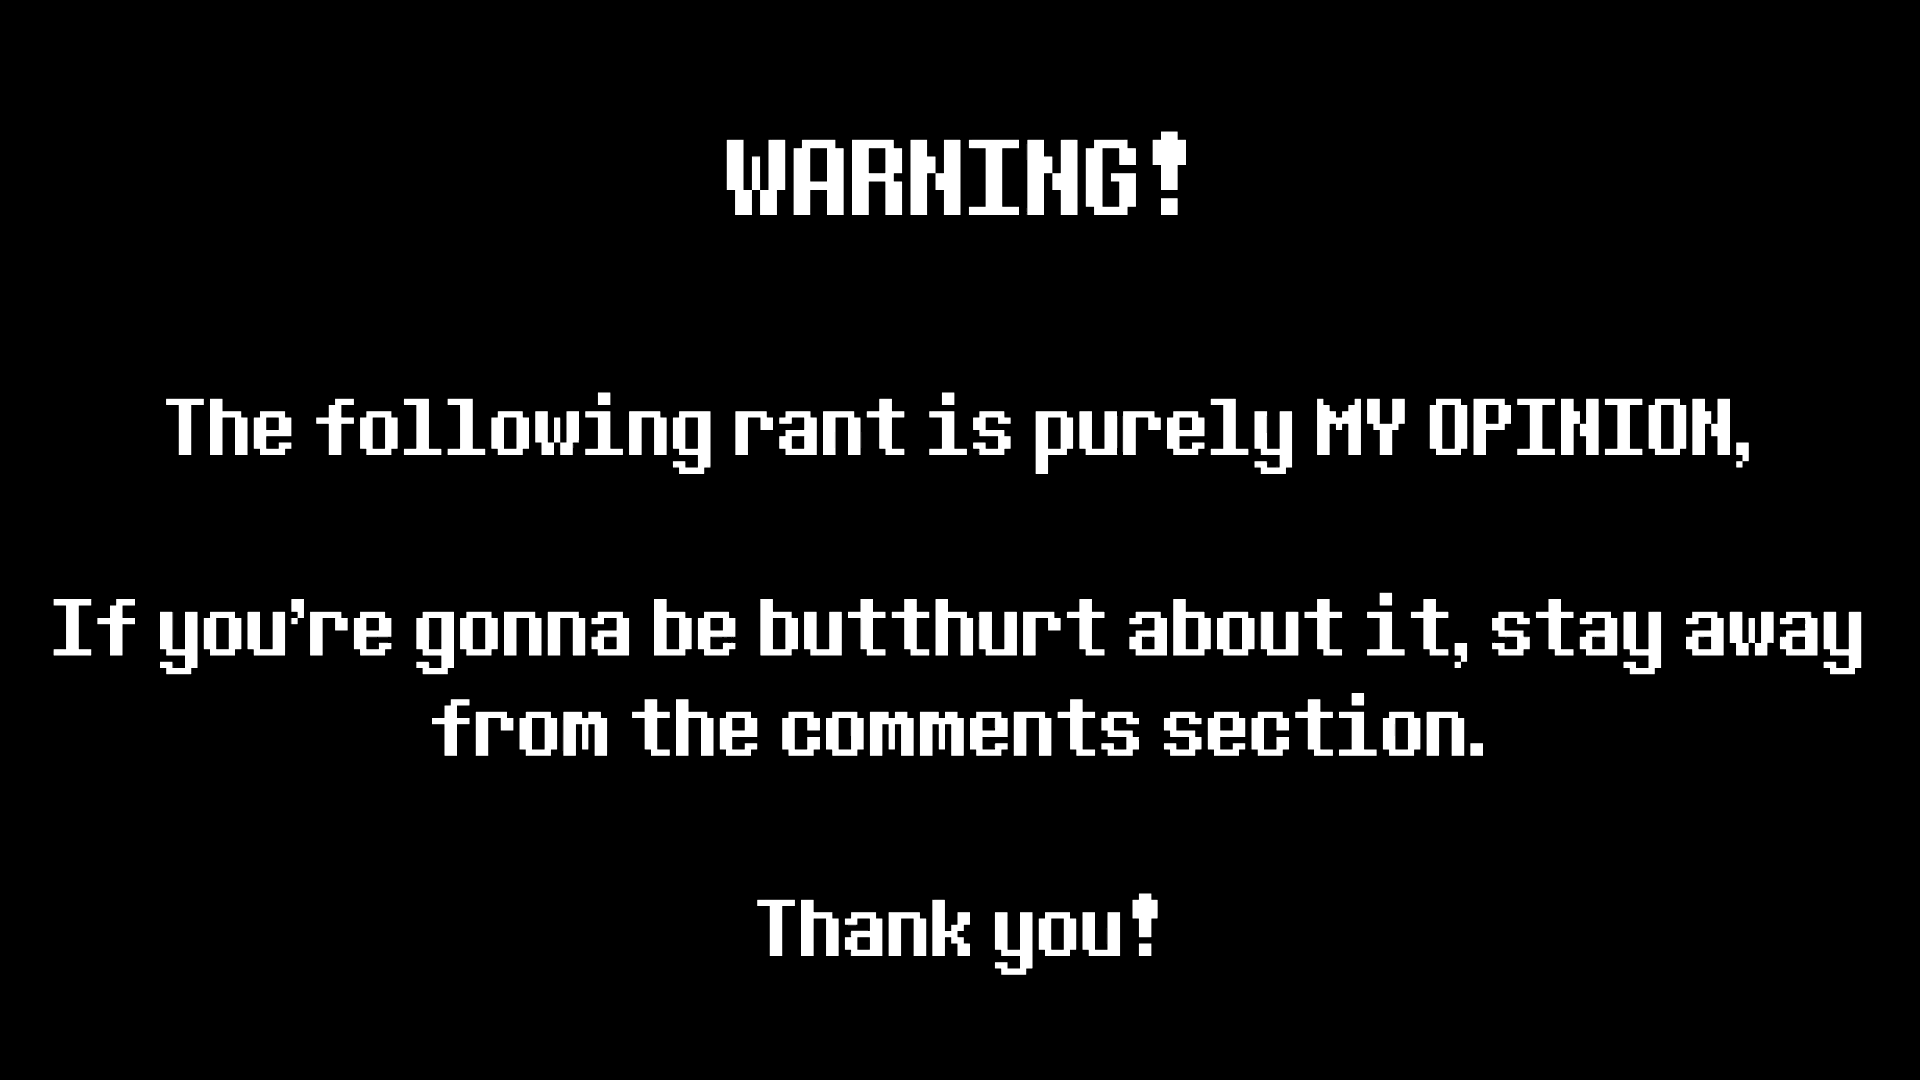 WARNING!
The following rant is purely MY OPINION,
If you're gonna be butthurt about it, stay away
from the comments section.
Thank you!